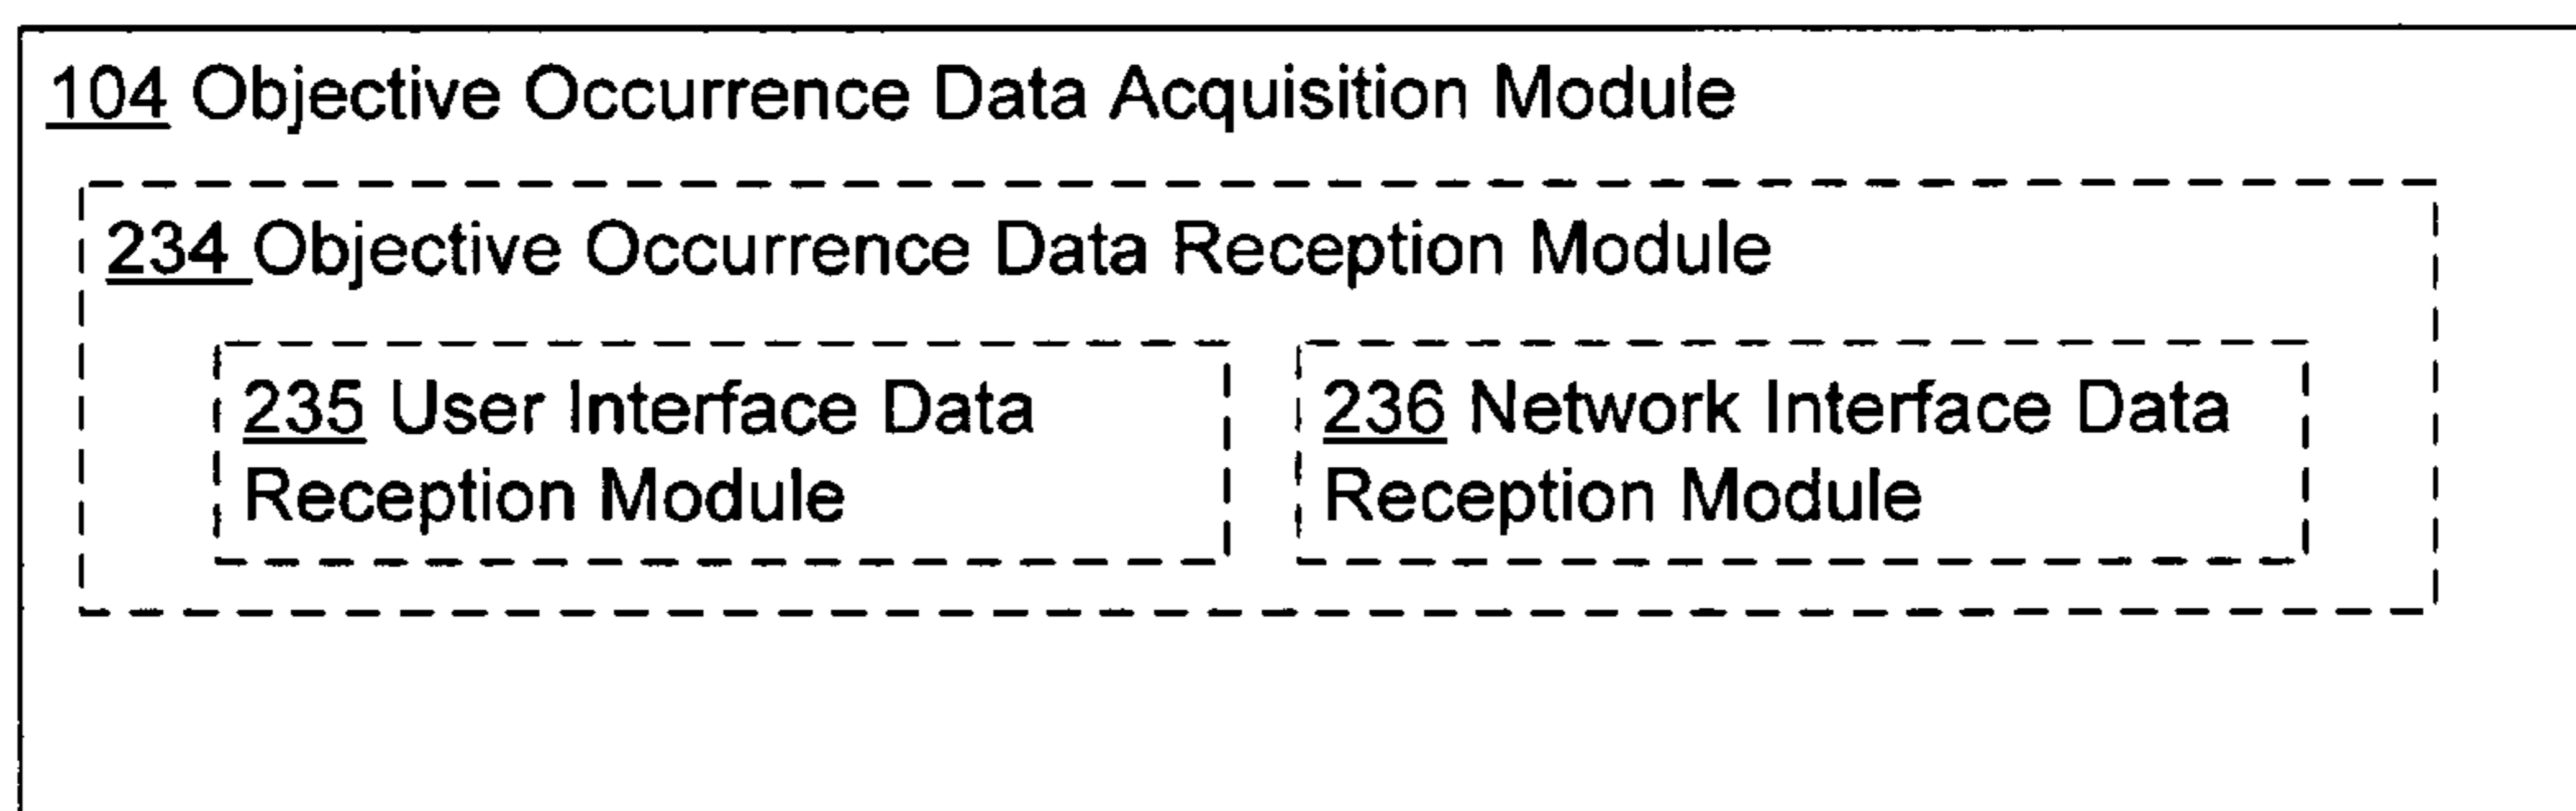 104 Objective Occurrence Data Acquisition Module
234 Objective Occurrence Data Reception Module
235 User Interface Data
Reception Module
236 Network Interface Data
Reception Module